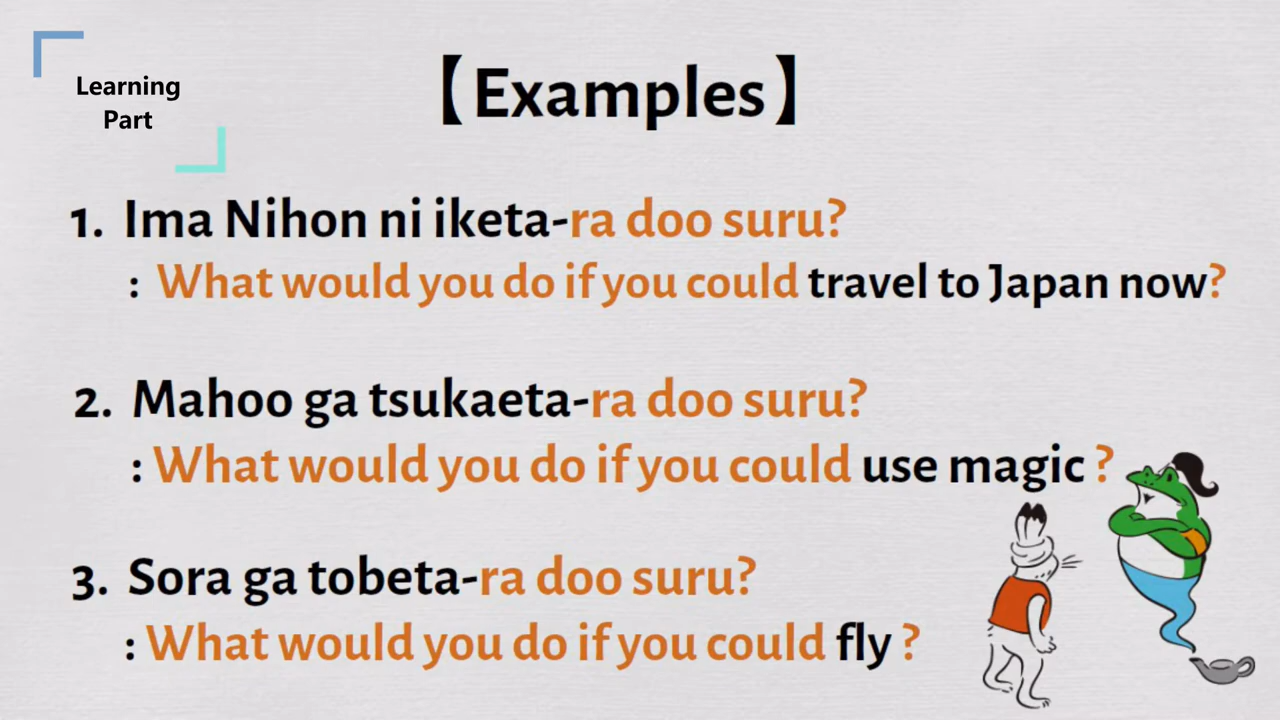 Learning
Part
【Examples】
1. Ima Nihon ni iketa-ra doo suru?
: What would you do if you could travel to Japan now?
2. Mahoo ga tsukaeta-ra doo suru?
: What would you do if you could use magic ?
3. Sora ga tobeta-ra doo suru?
: What would you do if you could fly ?